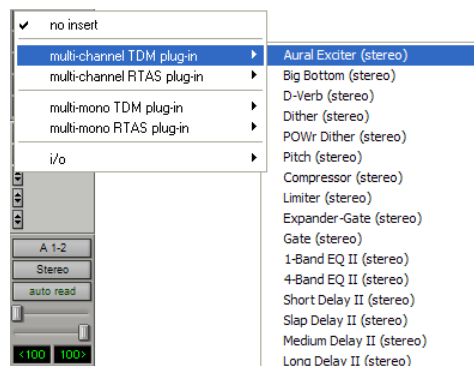 no insert
multi-channel TDM plug-in
multi-channel RTAS plug-in
multi-mono TDM plug-in
multi-mono RTAS plug-in
i/o
Aural Exciter (stereo)
Big Bottom (stereo)
D-Verb (stereo)
Dither (stereo)
POWr Dither (stereo)
Pitch (stereo)
Compressor (stereo)
Limiter (stereo)
Expander-Gate (stereo)
Gate (stereo)
1-Band EQ II (stereo)
4-Band EQ II (stereo)
Short Delay II (stereo)
Slap Delay II (stereo)
Medium Delay II (stereo)
Long Delay II (stereo)
A 1-2
Stereo
auto read
<100 100>